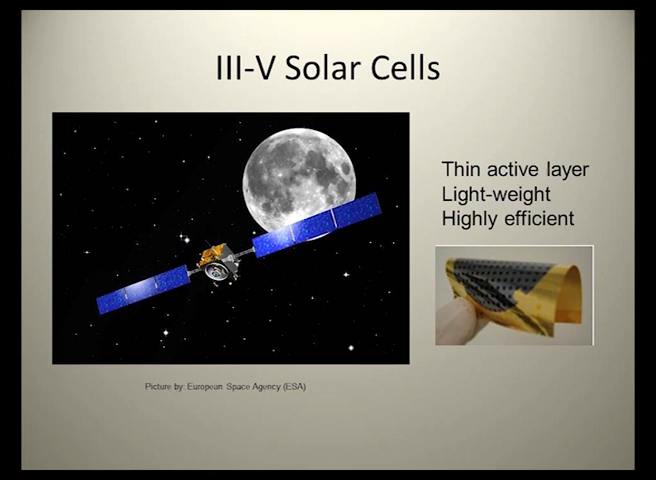 III-V Solar Cells
Thin active layer
Light-weight
Highly efficient
Picture by: European Space Agency (ESA)